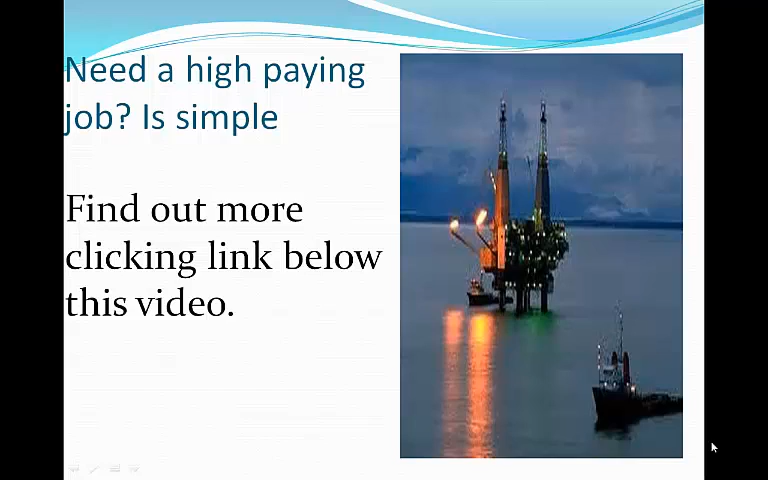 Need a high paying
job? Is simple
Find out more
clicking link below
this video.